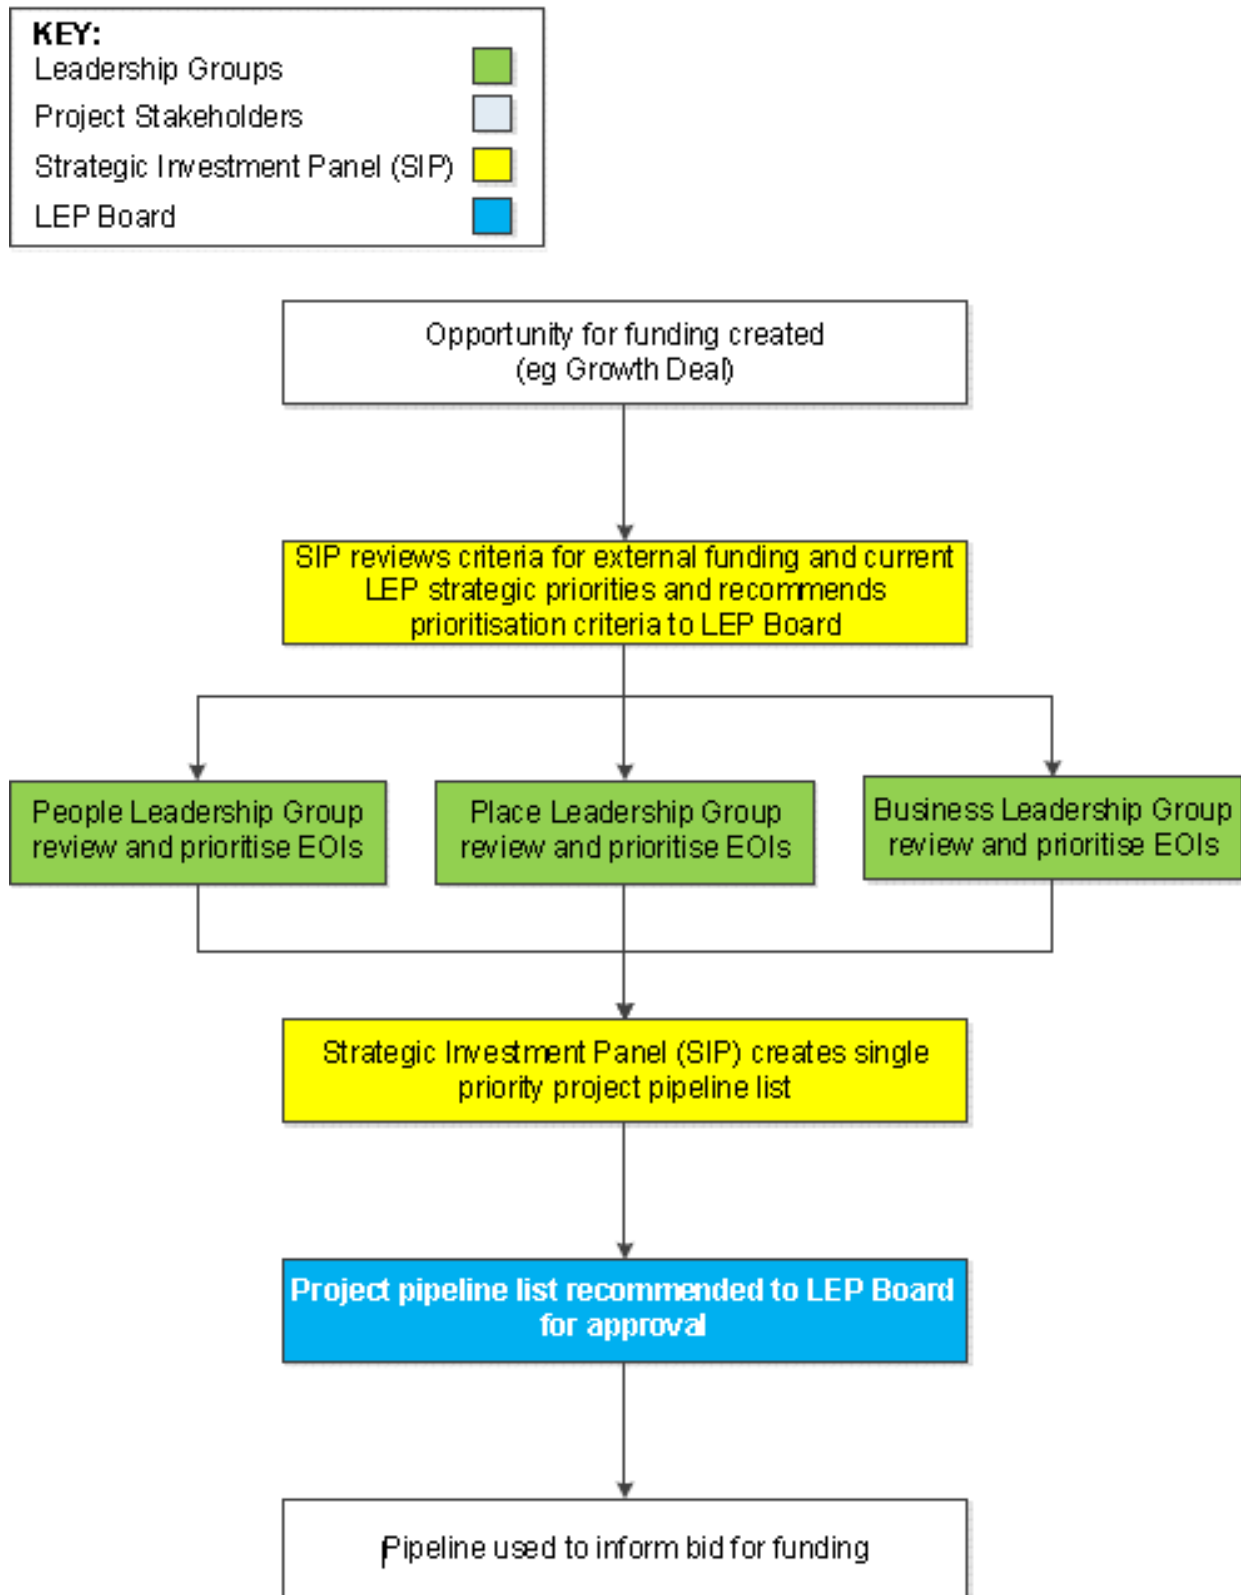 KEY:
Leadership Groups
Project Stakeholders
Strategic Investment Panel (SIP)
LEP Board
Opportunity for funding created
(eg Growth Deal)
SIP reviews criteria for external funding and current
LEP strategic priorities and recommends
prioritisation criteria to LEP Board
People Leadership Group
review and prioritise EOIs
Place Leadership Group
review and prioritise EOIs
Business Leadership Group
review and prioritise EOIs
Strategic Investment Panel (SIP) creates single
priority project pipeline list
Project pipeline list recommended to LEP Board
for approval
Pipeline used to inform bid for funding